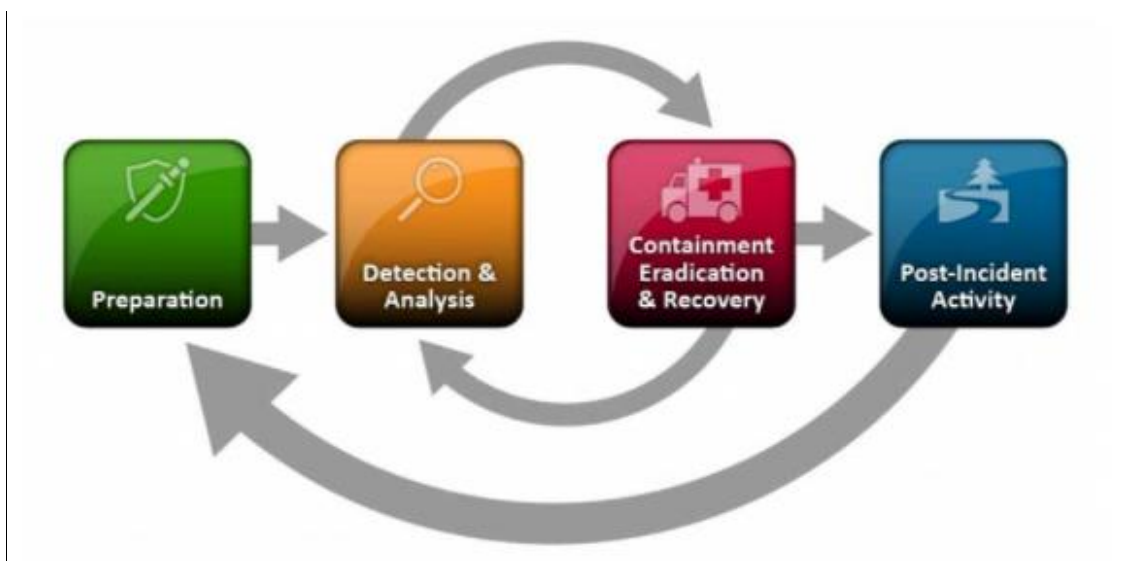 Preparation
Detection &
Analysis
Containment
Eradication
& Recovery
Post-Incident
Activity